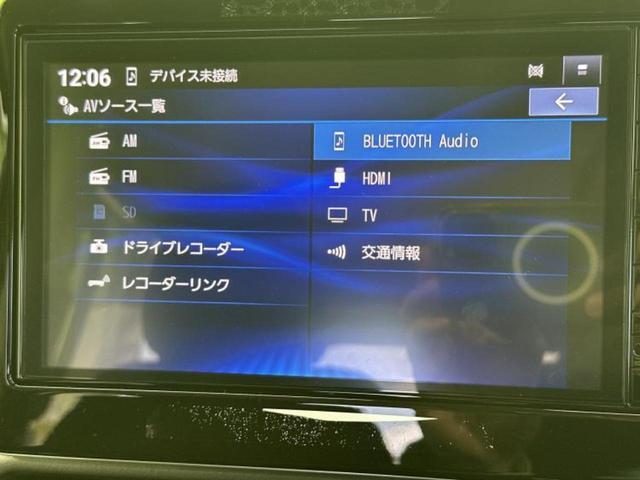 12:06 デバイス未接続
AVソース一覧
AM
FM
SD
ドライブレコーダー
レコーダーリンク
BLUETOOTH Audio
HDMI
TV
交通情報